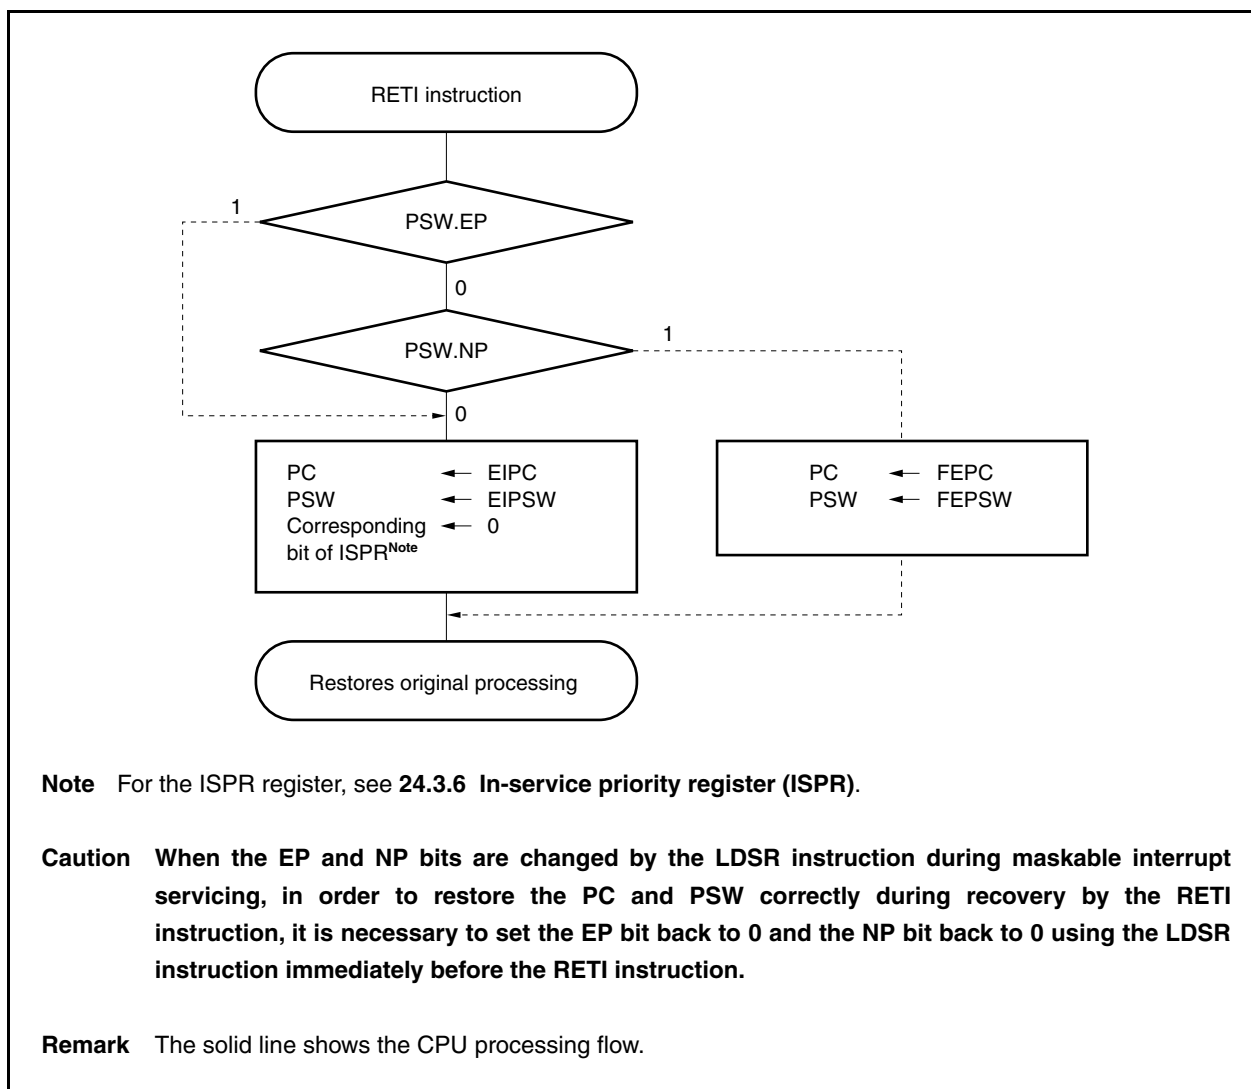 RETI instruction
1
PSW.EP
0
PSW.NP
1
0
PC ← EIPC
PSW ← EIPSW
Corresponding ← 0
bit of ISPRNote
PC ← FEPC
PSW ← FEPSW
Restores original processing
Note For the ISPR register, see 24.3.6 In-service priority register (ISPR).
Caution When the EP and NP bits are changed by the LDSR instruction during maskable interrupt
servicing, in order to restore the PC and PSW correctly during recovery by the RETI
instruction, it is necessary to set the EP bit back to 0 and the NP bit back to 0 using the LDSR
instruction immediately before the RETI instruction.
Remark The solid line shows the CPU processing flow.